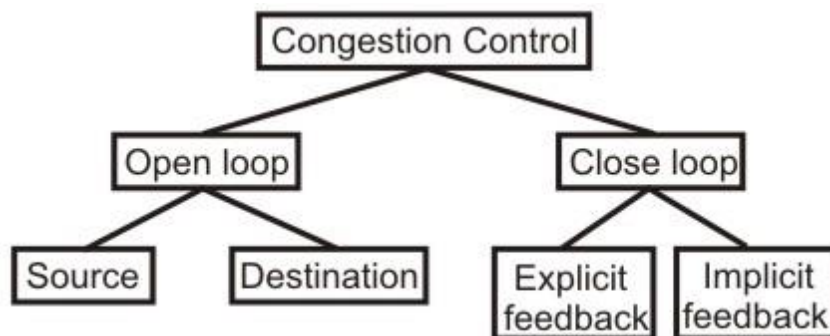 Congestion Control
Open loop
Close loop
Source
Destination
Explicit
feedback
Implicit
feedback